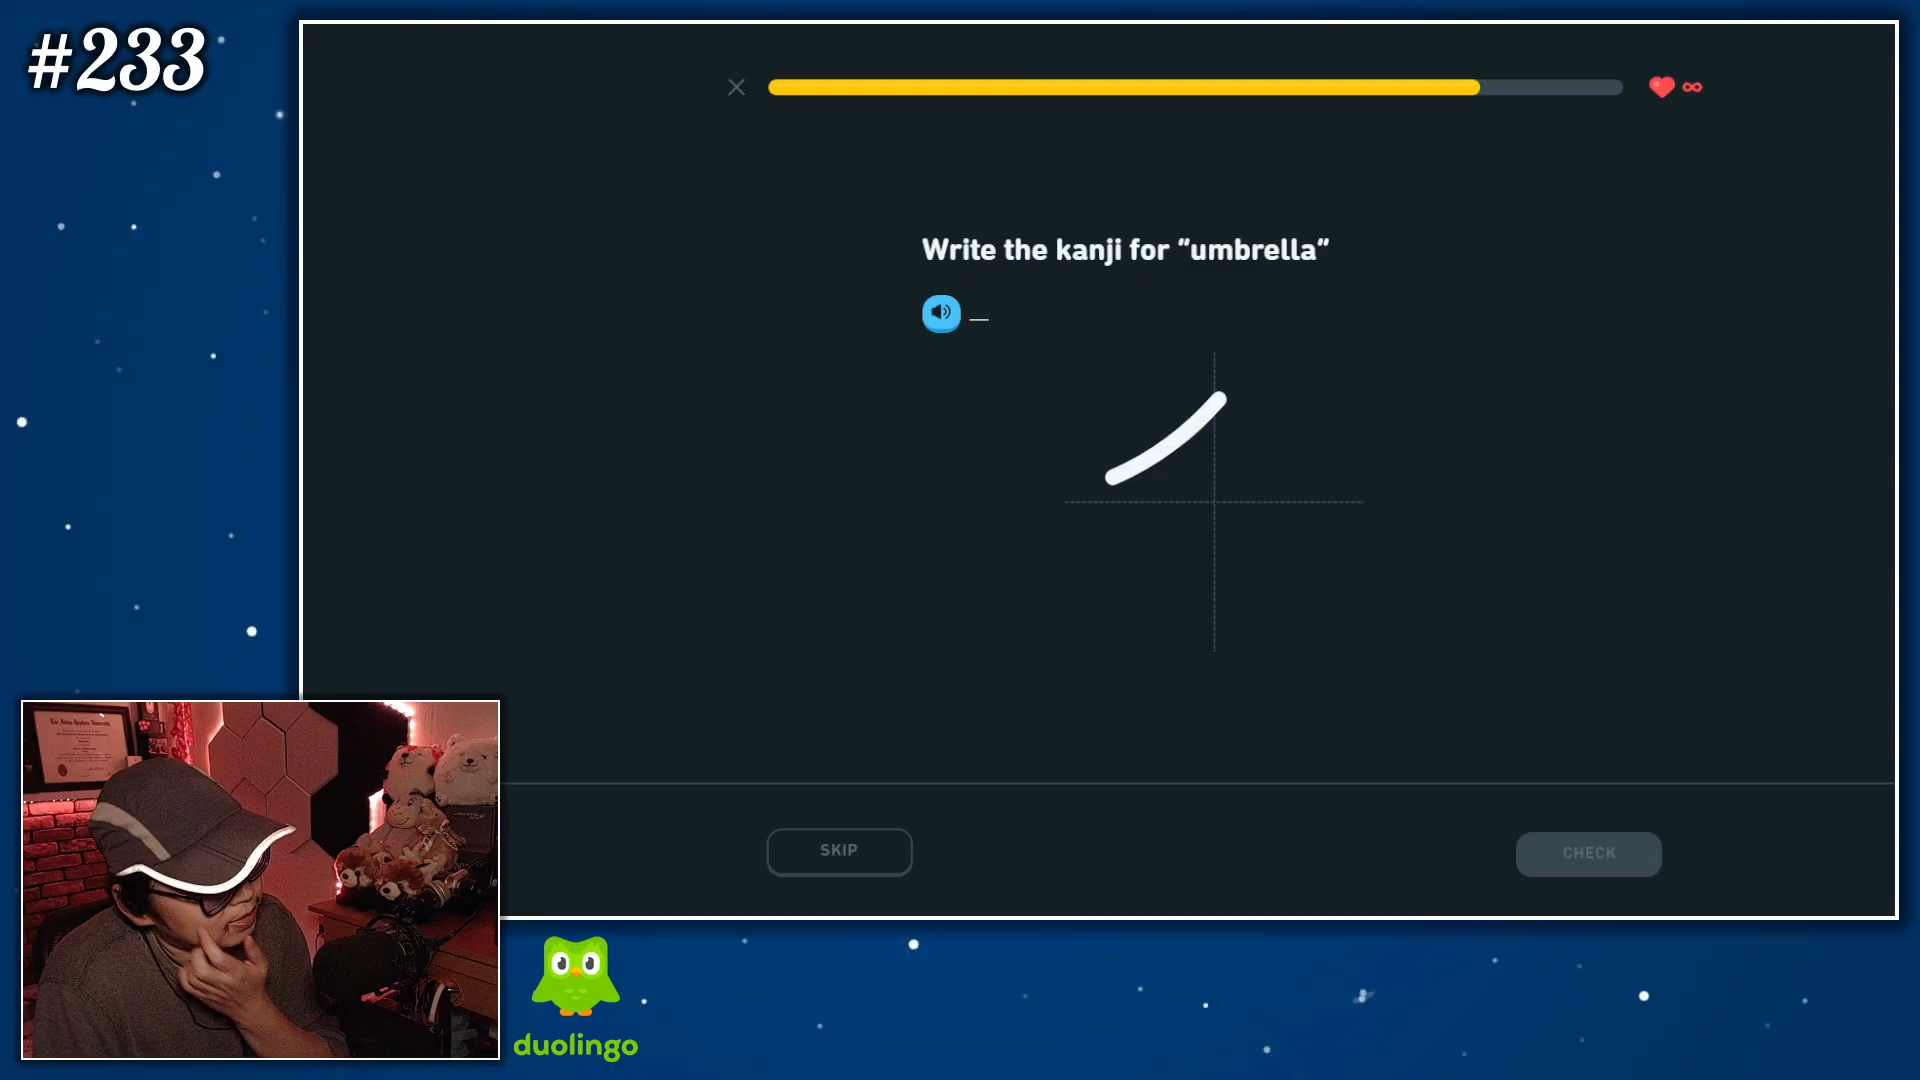 #233
∞
Write the kanji for “umbrella“
SKIP
CHECK
duolingo